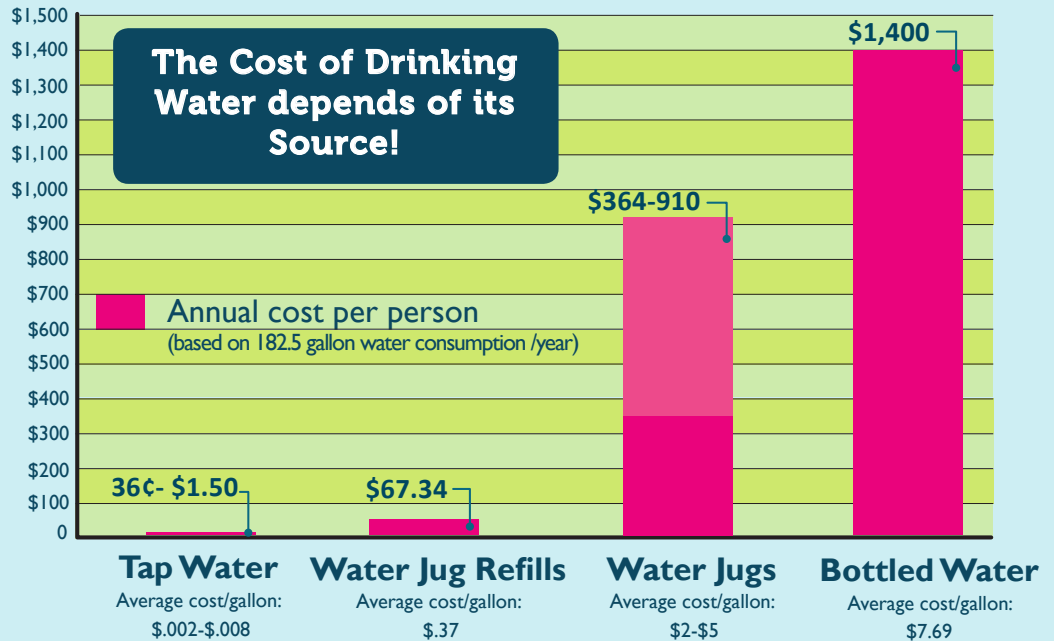 The Cost of Drinking
Water depends of its
Source!
$1,500
$1,400
$1,300
$1,200
$1,100
$1,000
$900
$800
$700
$600
$500
$400
$300
$200
$100
0
Annual cost per person
(based on 182.5 gallon water consumption /year)
36¢- $1.50
$67.34
$364-910
$1,400
Tap Water
Average cost/gallon:
$.002-$.008
Water Jug Refills
Average cost/gallon:
$.37
Water Jugs
Average cost/gallon:
$2-$5
Bottled Water
Average cost/gallon:
$7.69